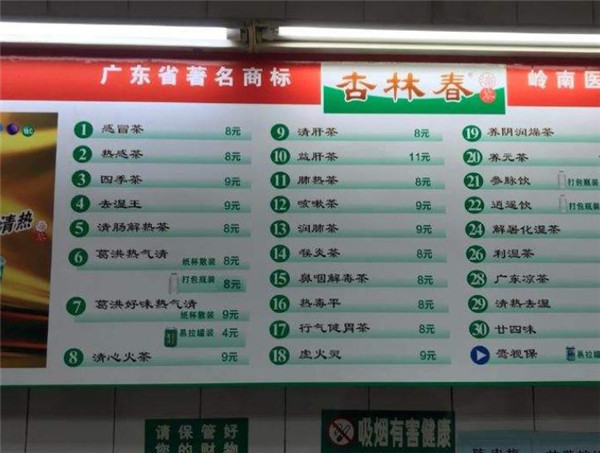 广东省著名商标
杏林春
凉茶
岭南医
清热
1 感冒茶 8元
2 热感茶 8元
3 四季茶 9元
4 去湿王 9元
5 清肠解热茶 8元
6 葛洪热气清 纸杯散装 8元
打包瓶装 8元
7 葛洪好味热气清
纸杯散装 9元
易拉罐装 4元
8 清心火茶 9元
9 清肝茶 8元
10 益肝茶 11元
11 肺热茶 8元
12 咳嗽茶 9元
13 润肺茶 9元
14 喉炎茶 8元
15 鼻咽解毒茶 8元
16 热毒平 8元
17 行气健胃茶 8元
18 虚火灵 9元
19 养阴润燥茶
20 养元茶
21 参脉饮 打包瓶装
22 逍遥饮 打包瓶装
24 解暑化湿茶
26 利湿茶
28 广东凉茶
29 清热去湿
30 廿四味
清视保 易拉罐装
请保管好
您的财物
吸烟有害健康